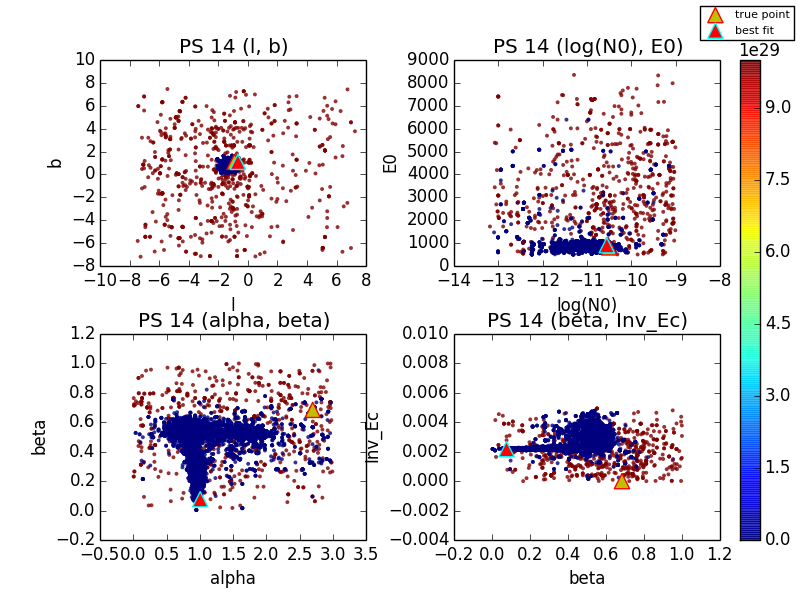 true point
best fit
PS 14 (l, b)
PS 14 (log(N0), E0)
1e29
10
8
6
4
2
0
−2
−4
−6
−8
b
−10 −8 −6 −4 −2 0 2 4 6 8
l
9000
8000
7000
6000
5000
4000
3000
2000
1000
0
E0
−14 −13 −12 −11 −10 −9 −8
log(N0)
9.0
7.5
6.0
4.5
3.0
1.5
0.0
PS 14 (alpha, beta)
PS 14 (beta, Inv_Ec)
1.2
1.0
0.8
0.6
0.4
0.2
0.0
−0.2
beta
−0.5 0.0 0.5 1.0 1.5 2.0 2.5 3.0 3.5
alpha
0.010
0.008
0.006
0.004
0.002
0.000
−0.002
−0.004
Inv_Ec
−0.2 0.0 0.2 0.4 0.6 0.8 1.0 1.2
beta